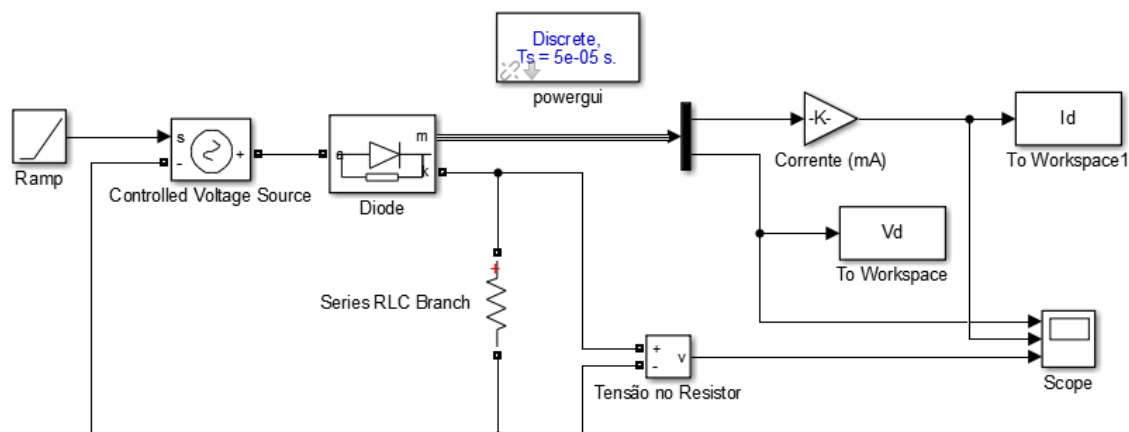 Discrete,
Ts = 5e-05 s.
powergui
Ramp
s
-
+
Controlled Voltage Source
a
m
k
Diode
-K-
Corrente (mA)
Id
To Workspace1
Vd
To Workspace
+
Series RLC Branch
+
-
v
Tensão no Resistor
Scope